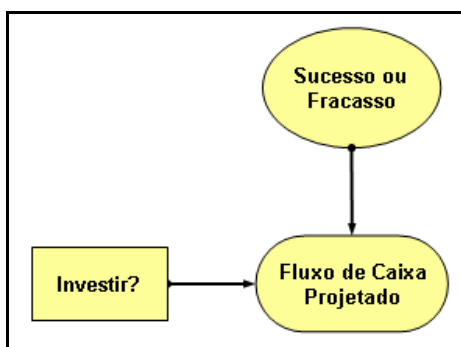 Sucesso ou
Fracasso
Investir?
Fluxo de Caixa
Projetado